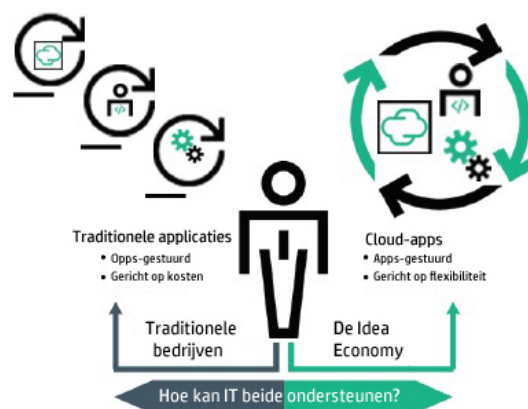 </>
</>
Traditionele applicaties
• Opps-gestuurd
• Gericht op kosten
Cloud-apps
• Apps-gestuurd
• Gericht op flexibiliteit
Traditionele
bedrijven
De Idea
Economy
Hoe kan IT beide ondersteunen?